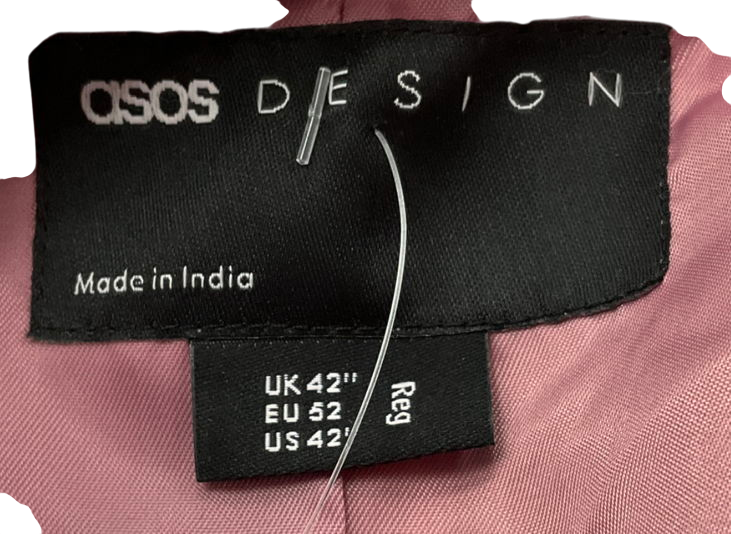 asos DESIGN
Made in India
UK 42"
EU 52
US 42"
Reg